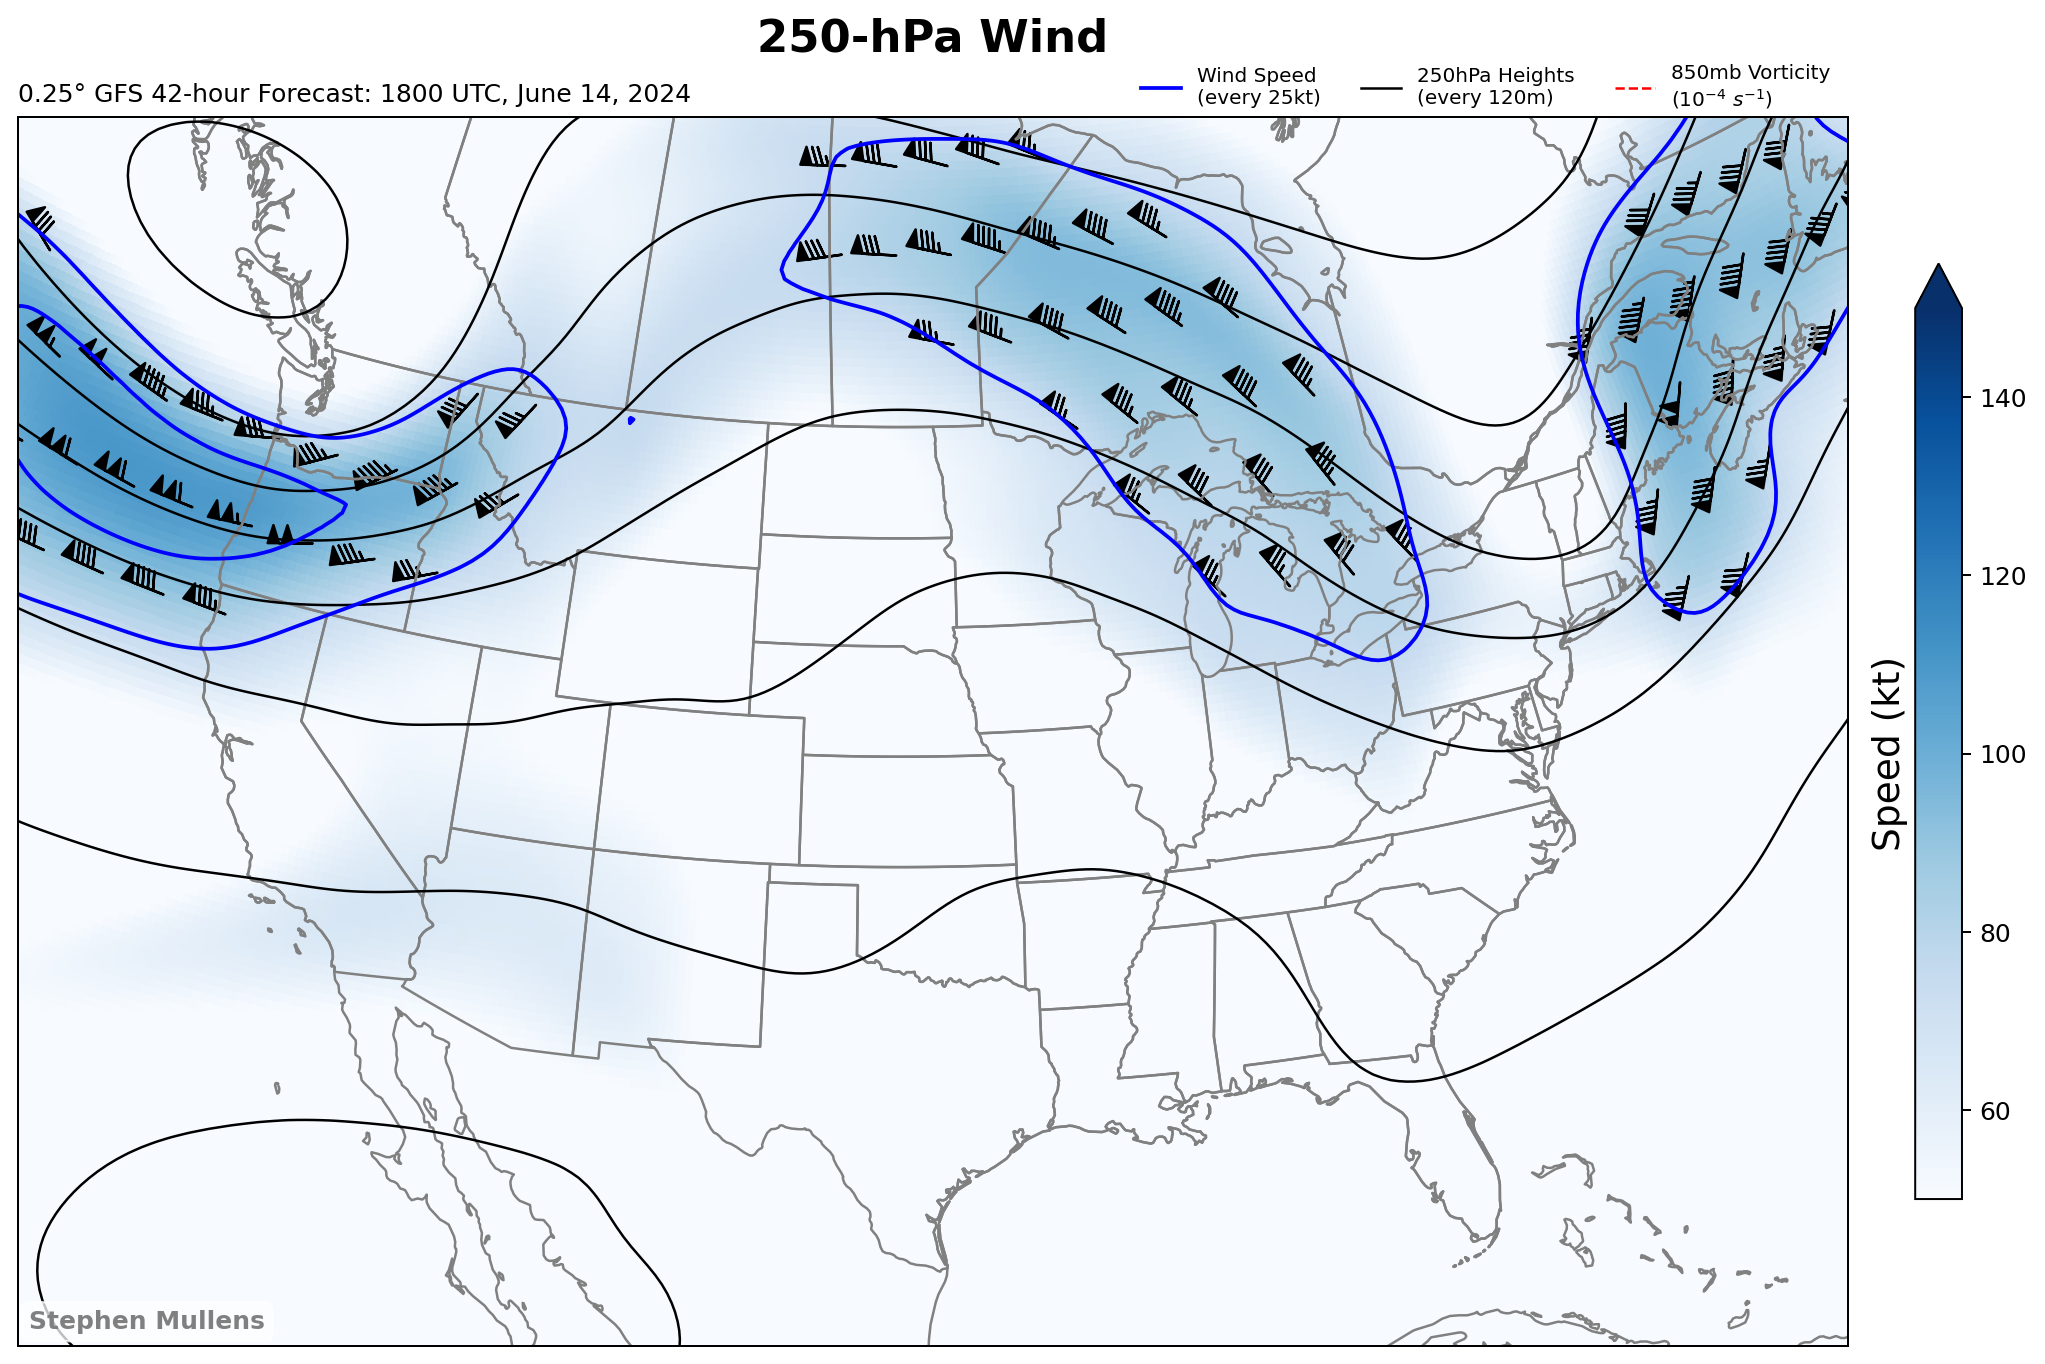 250-hPa Wind
0.25° GFS 42-hour Forecast: 1800 UTC, June 14, 2024
Wind Speed
(every 25kt)
250hPa Heights
(every 120m)
850mb Vorticity
(10⁻⁴ s⁻¹)
140
120
100
80
60
Speed (kt)
Stephen Mullens